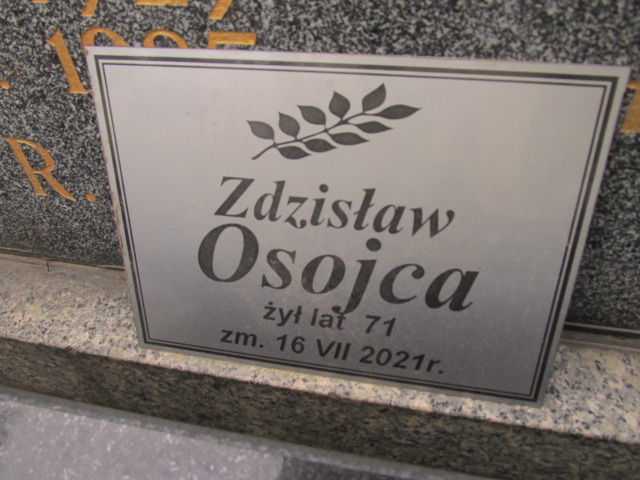 R.
Zdzisław
Osojca
żył lat 71
zm. 16 VII 2021r.